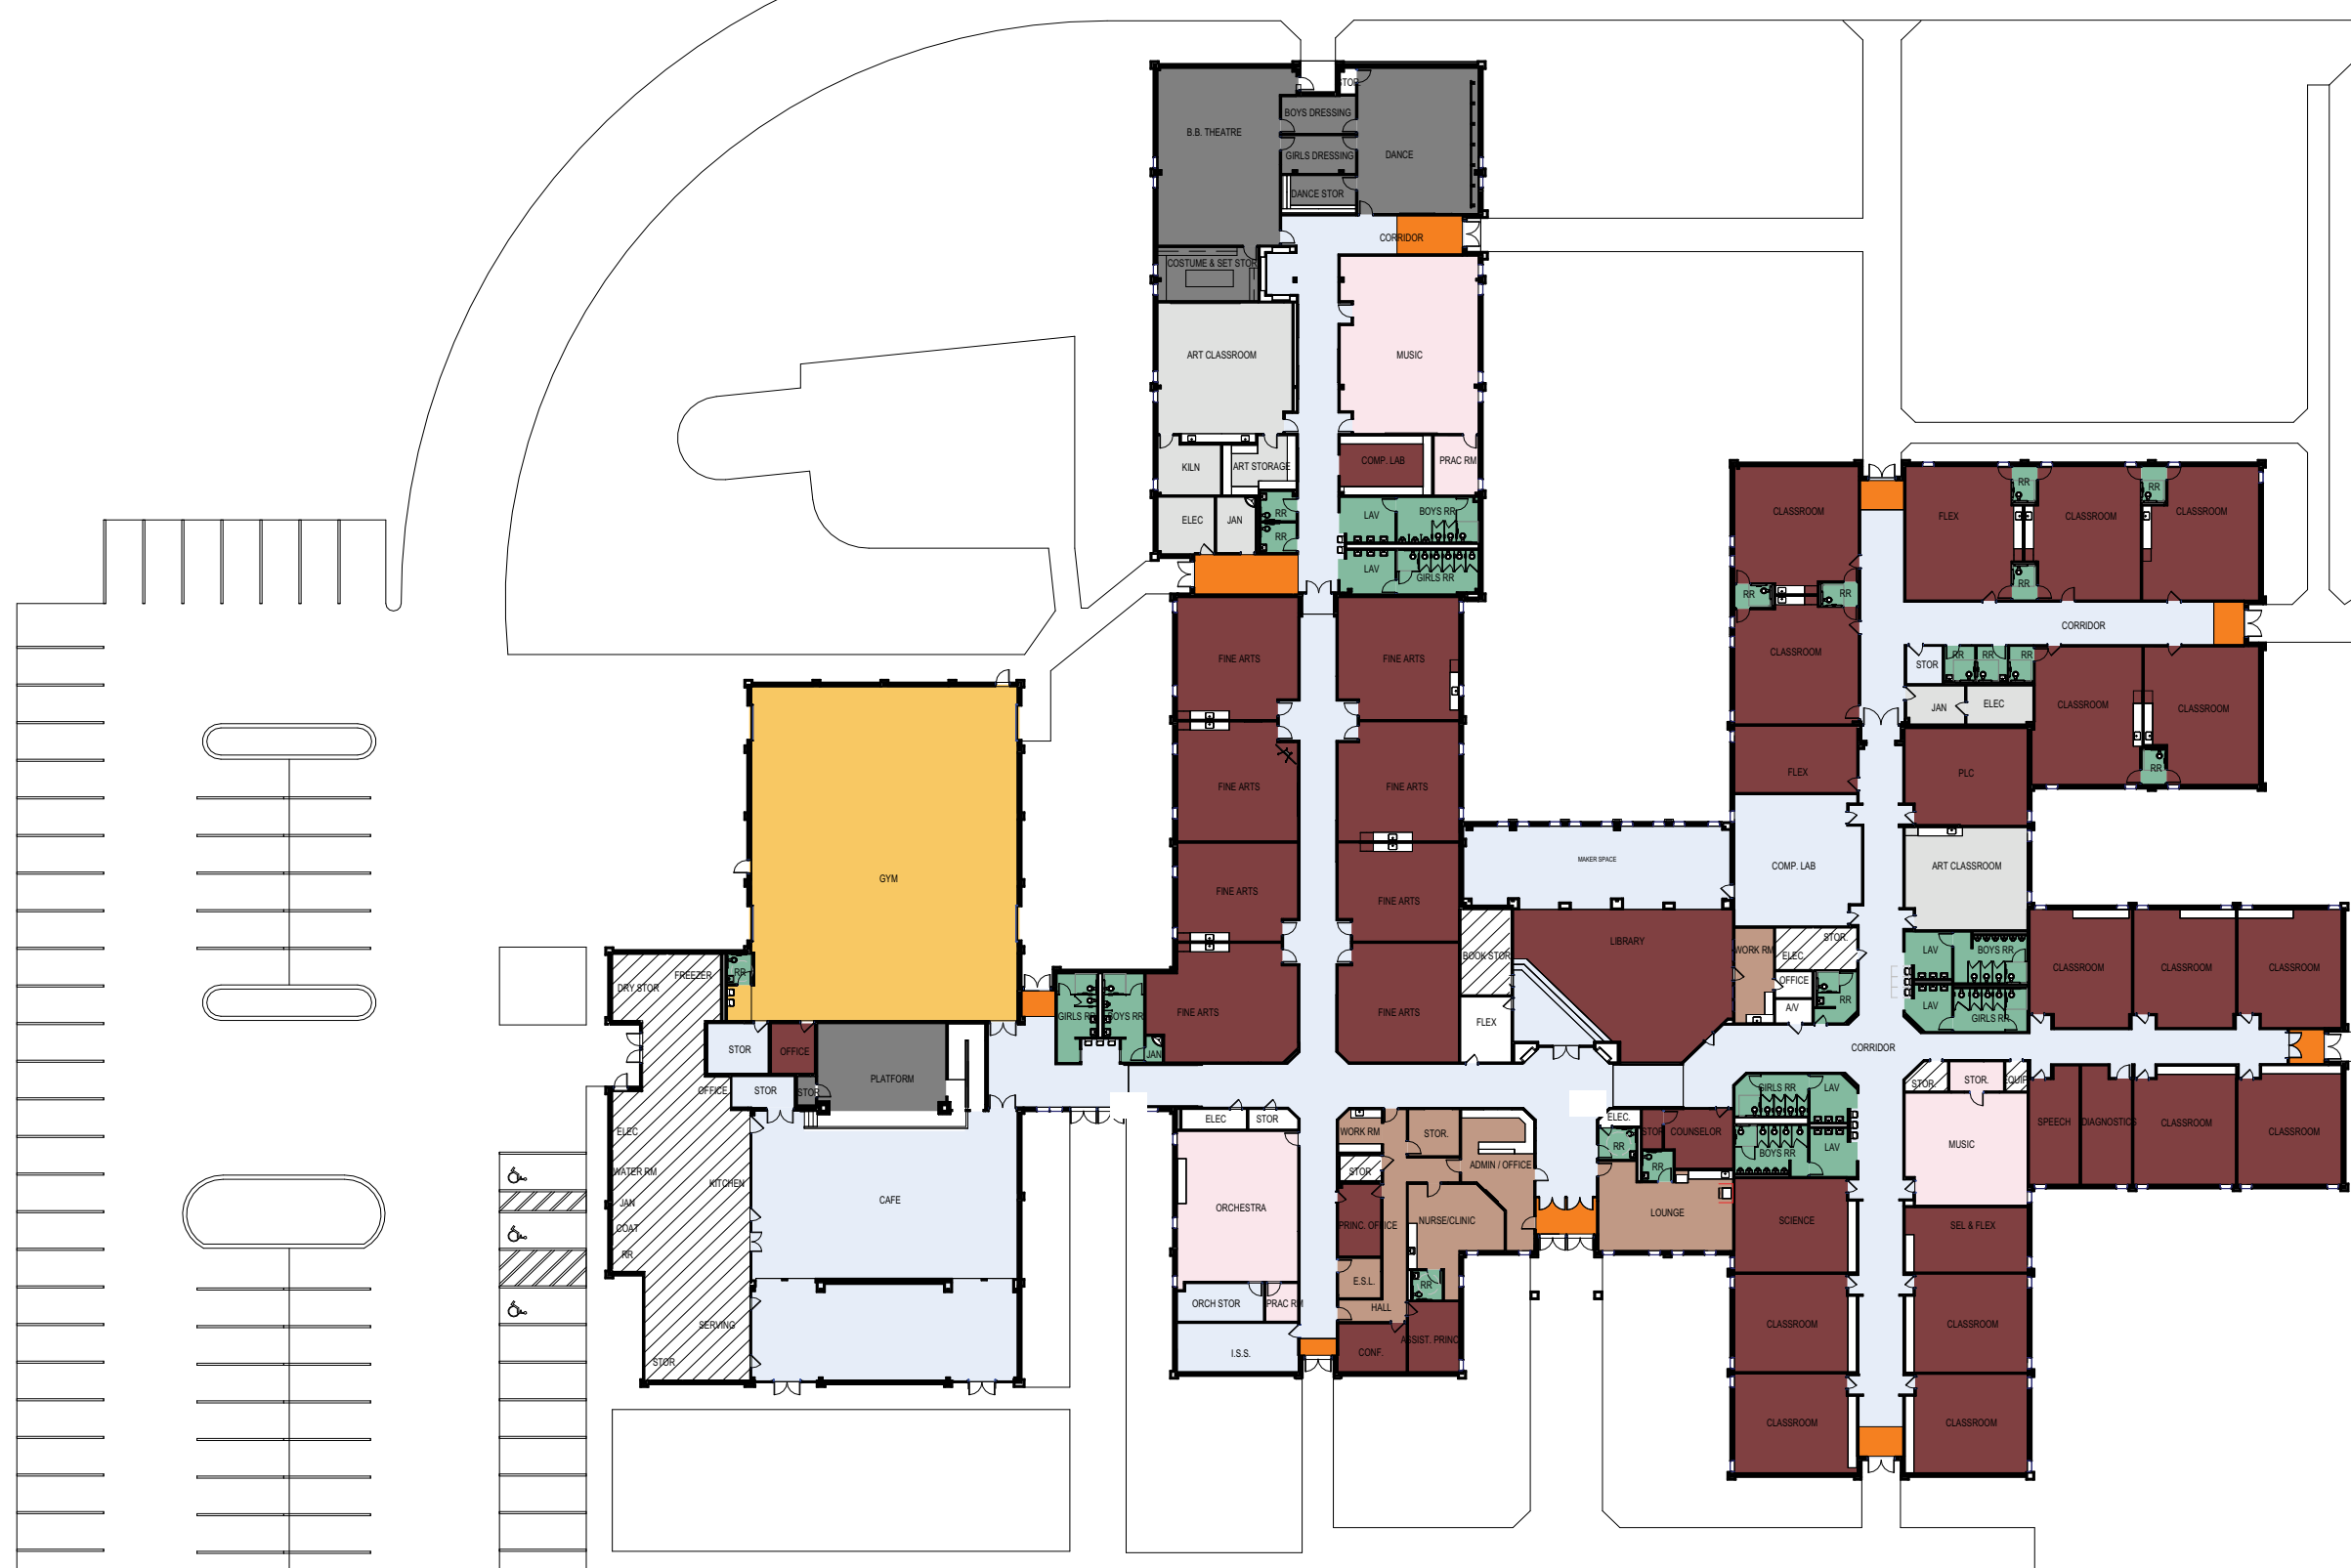 STOR.
BOYS DRESSING
B.B. THEATRE
GIRLS DRESSING
DANCE
DANCE STOR
CORRIDOR
COSTUME & SET STOR
ART CLASSROOM
MUSIC
COMP. LAB
PRAC RM
KILN
ART STORAGE
ELEC
JAN
RR
RR
LAV
BOYS RR
LAV
GIRLS RR
CLASSROOM
FLEX
RR
CLASSROOM
RR
CLASSROOM
RR
RR
RR
CORRIDOR
CLASSROOM
STOR
RR
RR
RR
JAN
ELEC
CLASSROOM
CLASSROOM
FINE ARTS
FINE ARTS
FINE ARTS
FINE ARTS
FLEX
PLC
RR
MAKER SPACE
COMP. LAB
ART CLASSROOM
GYM
FINE ARTS
FINE ARTS
LIBRARY
BOOK STOR
WORK RM
STOR.
ELEC
OFFICE
A/V
RR
LAV
BOYS RR
LAV
GIRLS RR
CLASSROOM
CLASSROOM
CLASSROOM
FREEZER
RR
DRY STOR
GIRLS RR
BOYS RR
JAN
FINE ARTS
FINE ARTS
FLEX
STOR
OFFICE
PLATFORM
CORRIDOR
OFFICE
STOR
STOR
GIRLS RR
LAV
STOR.
STOR.
EQUIP
ELEC
ELEC
STOR
WORK RM
STOR.
ELEC.
STOR
COUNSELOR
BOYS RR
LAV
MUSIC
SPEECH
DIAGNOSTICS
CLASSROOM
CLASSROOM
WATER RM
KITCHEN
JAN
COAT
RR
CAFE
ORCHESTRA
STOR
ADMIN / OFFICE
RR
RR
PRINC. OFFICE
NURSE/CLINIC
LOUNGE
SCIENCE
SEL & FLEX
E.S.L.
RR
HALL
ORCH STOR
PRAC RM
SERVING
STOR
I.S.S.
CONF.
ASSIST. PRINC
CLASSROOM
CLASSROOM
CLASSROOM
CLASSROOM